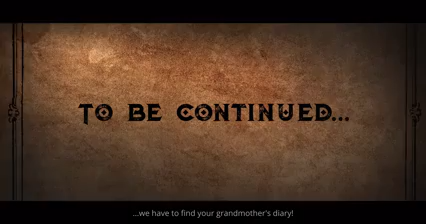 TO BE CONTINUED...
...we have to find your grandmother's diary!